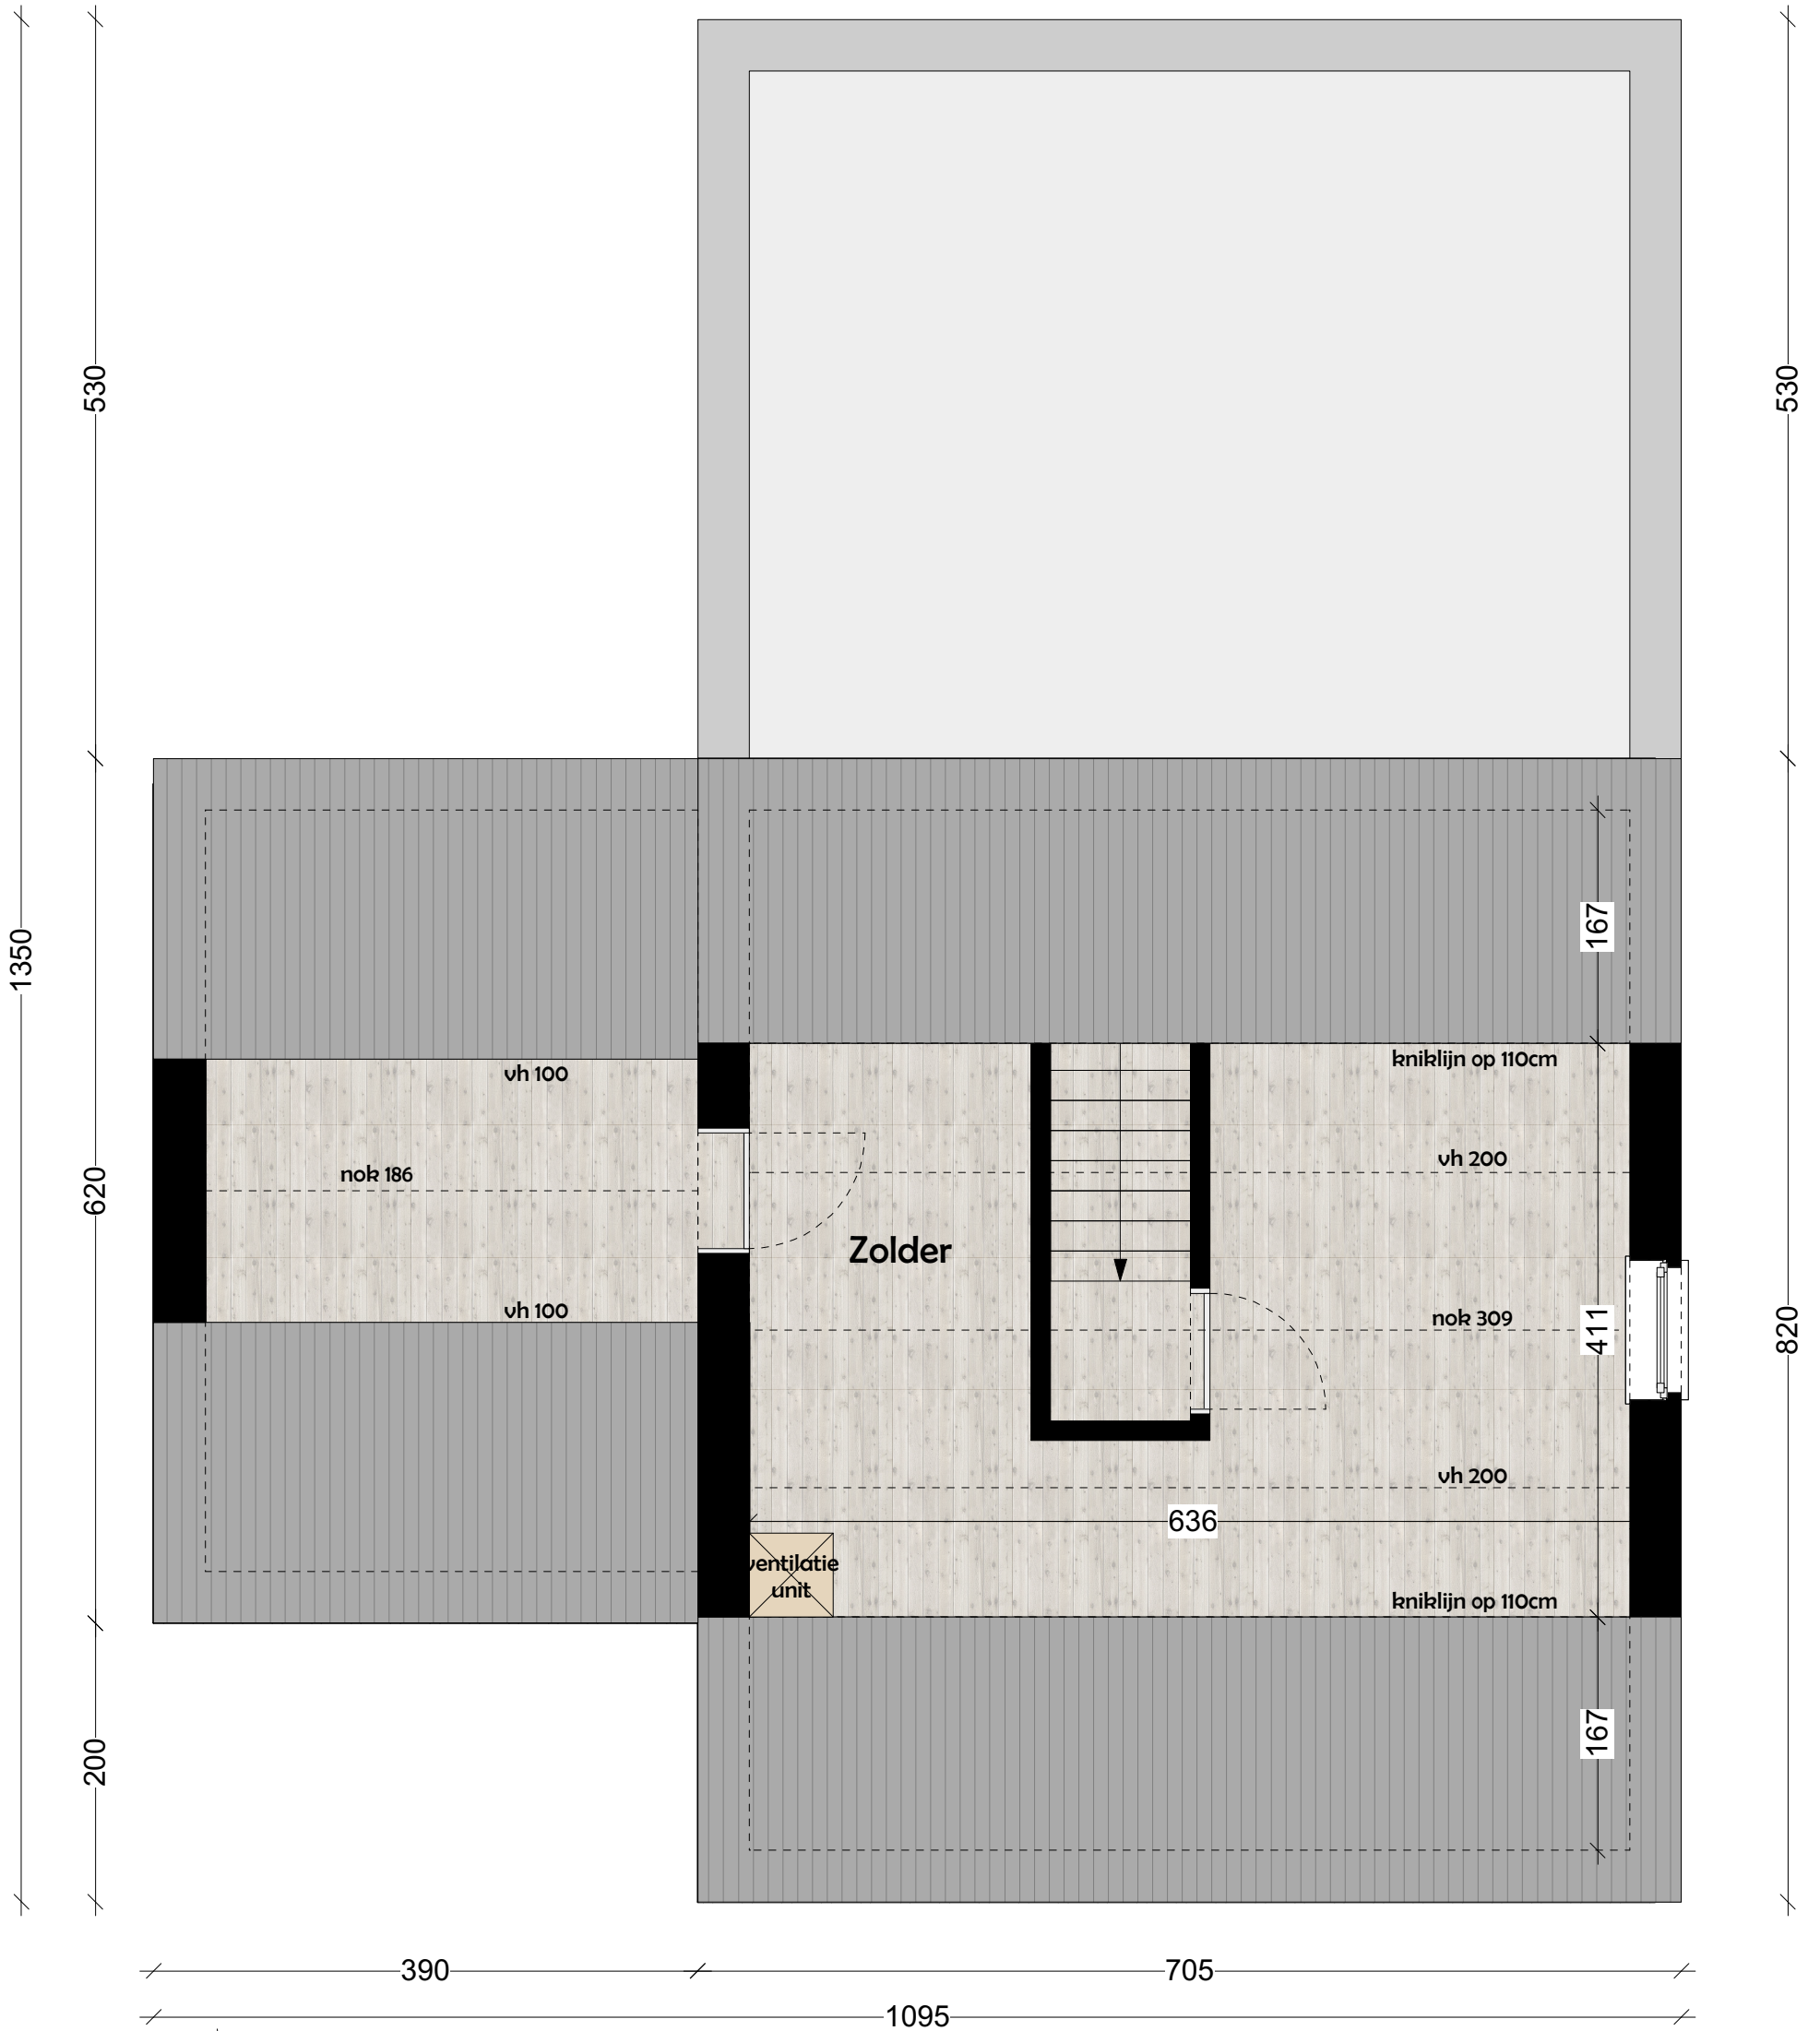 530
530
1350
167
vh 100
kniklijn op 110cm
nok 186
vh 200
620
Zolder
vh 100
nok 309
411
820
vh 200
636
ventilatie
unit
kniklijn op 110cm
200
167
390
705
1095